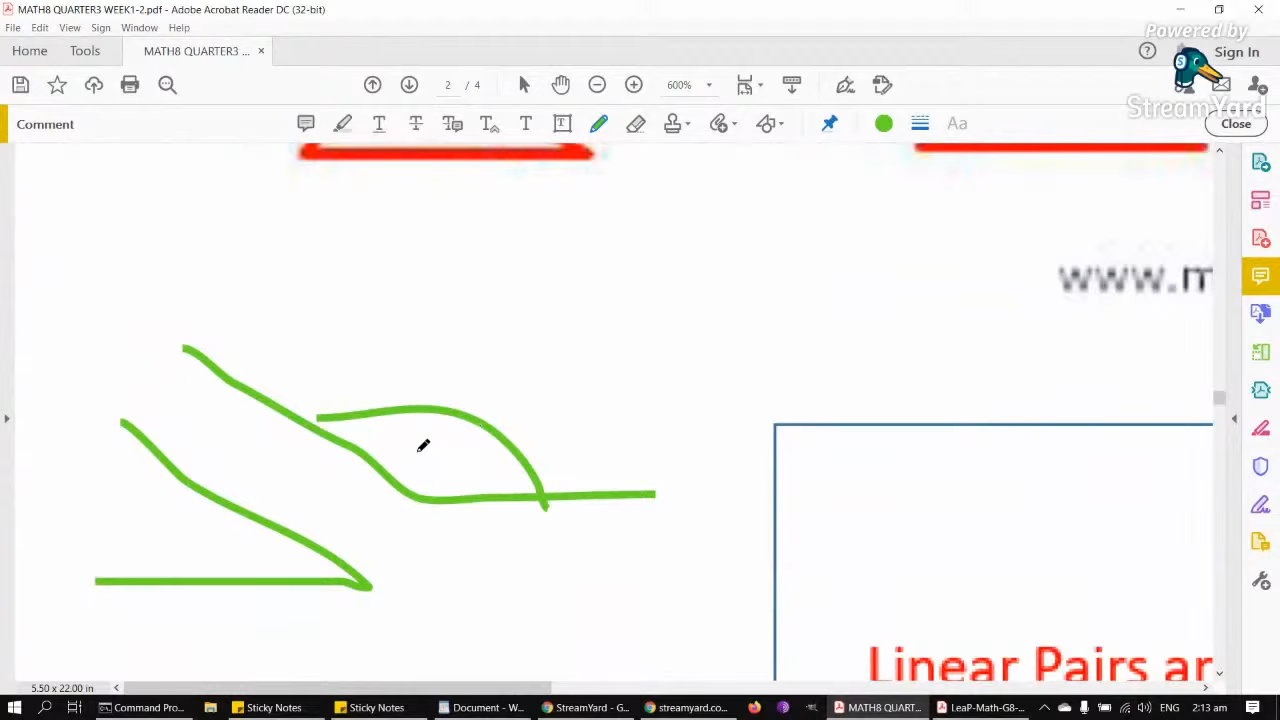 MATH8 QUARTER3 WEEK1-2.pdf - Adobe Acrobat Reader DC (32-bit)
File Edit View Sign Window Help
Powered by
StreamYard
Home Tools MATH8 QUARTER3 ... × Sign In
2 / 4 600%
Comment Aa Close
www.m
Linear Pairs ar
5.50 x 22.00 in
Command Pro... Sticky Notes Sticky Notes Document - W... StreamYard - G... streamyard.co... MATH8 QUART... LeaP-Math-G8-... 2:13 am